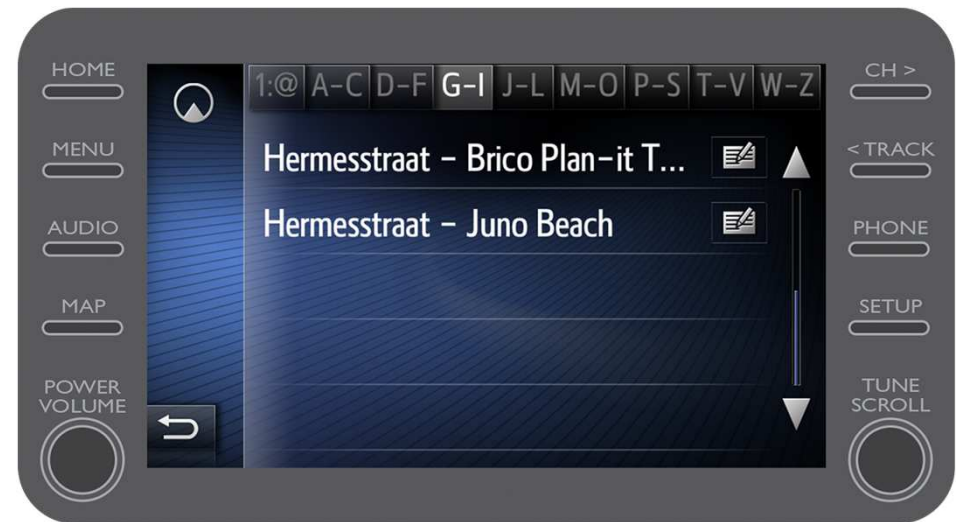 HOME
MENU
AUDIO
MAP
POWER
VOLUME
1:@ A-C D-F G-I J-L M-O P-S T-V W-Z
Hermesstraat - Brico Plan-it T...
Hermesstraat - Juno Beach
CH >
< TRACK
PHONE
SETUP
TUNE
SCROLL